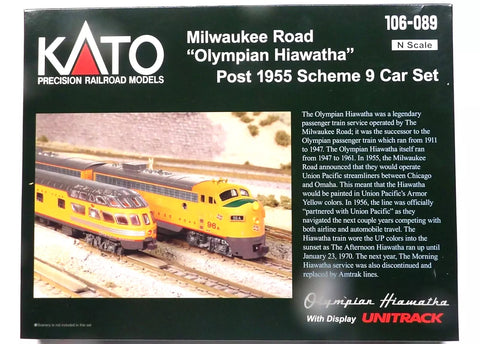 106-089
N Scale
KATO
PRECISION RAILROAD MODELS
Milwaukee Road
“Olympian Hiawatha”
Post 1955 Scheme 9 Car Set
The Olympian Hiawatha was a legendary
passenger train service operated by The
Milwaukee Road; it was the successor to the
Olympian passenger train which ran from 1911
to 1947. The Olympian Hiawatha itself ran
from 1947 to 1961. In 1955, the Milwaukee
Road announced that they would operate
Union Pacific streamliners between Chicago
and Omaha. This meant that the Hiawatha
would be painted in Union Pacific's Armor
Yellow colors. In 1956, the line was officially
“partnered with Union Pacific” as they
navigated the next couple years competing with
both airline and automobile travel. The
Hiawatha train wore the UP colors into the
sunset as The Afternoon Hiawatha ran up until
January 23, 1970. The next year, The Morning
Hiawatha service was also discontinued and
replaced by Amtrak lines.
Olympian Hiawatha
With Display UNITRACK
Scenery is not included in the set